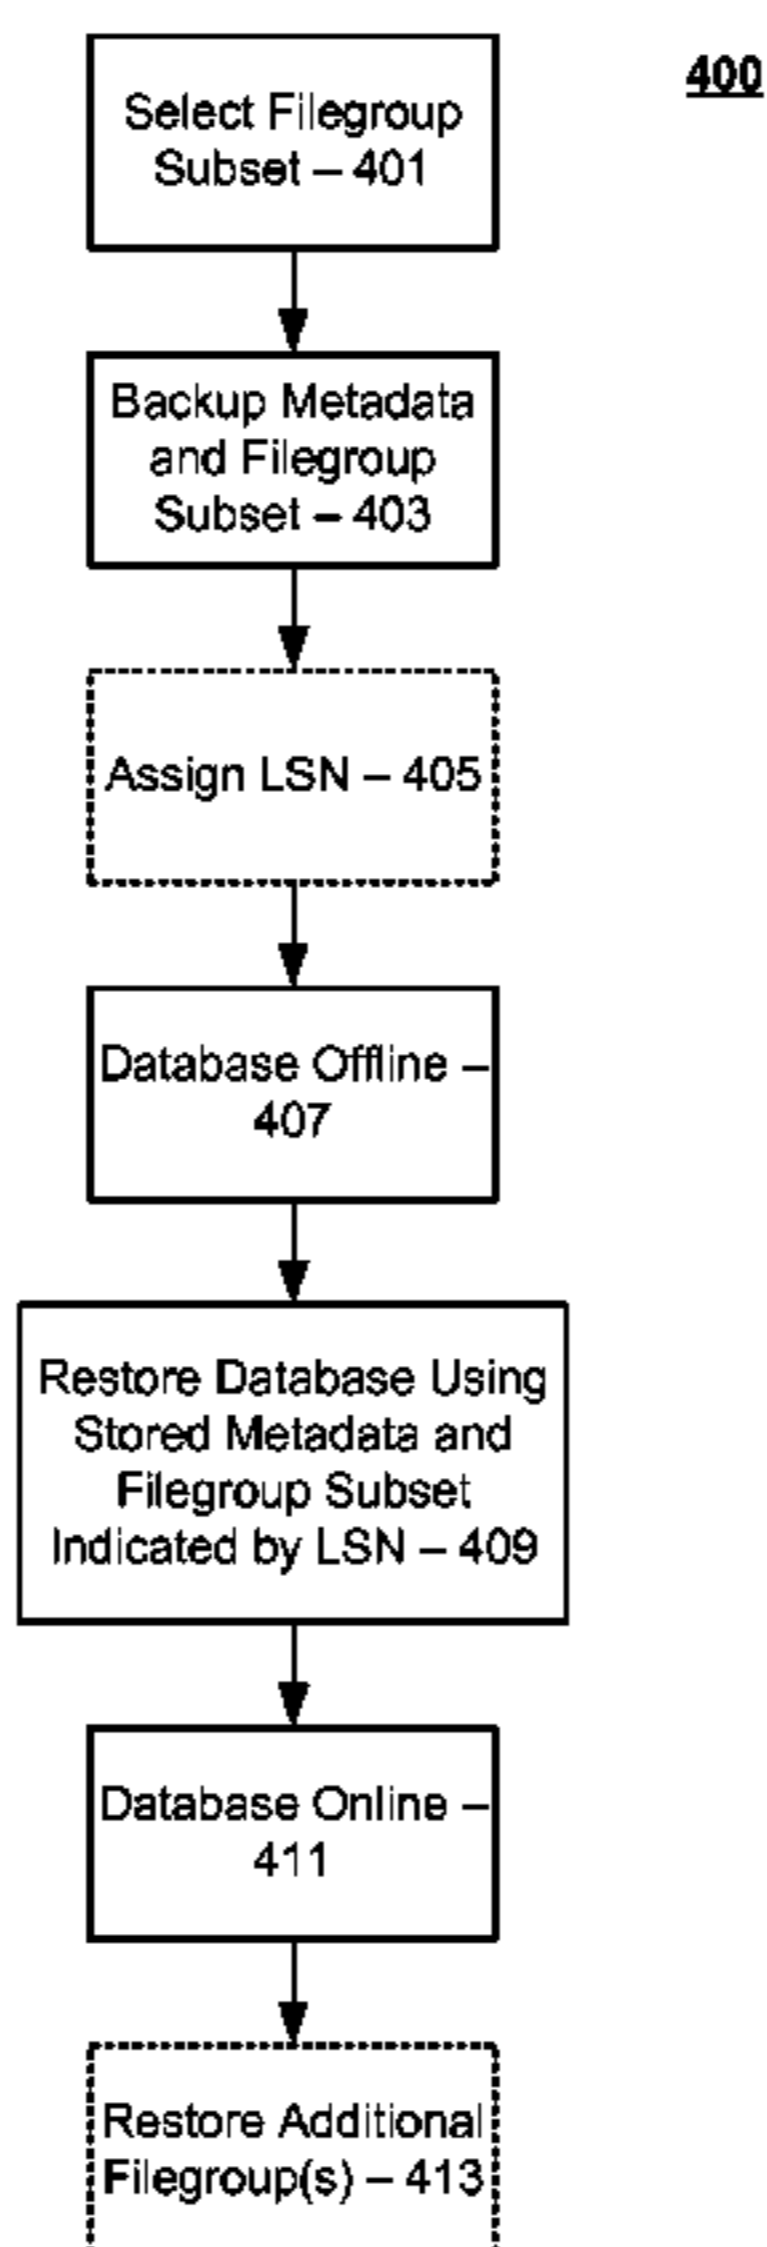 400
Select Filegroup
Subset – 401
Backup Metadata
and Filegroup
Subset – 403
Assign LSN – 405
Database Offline –
407
Restore Database Using
Stored Metadata and
Filegroup Subset
Indicated by LSN – 409
Database Online –
411
Restore Additional
Filegroup(s) – 413